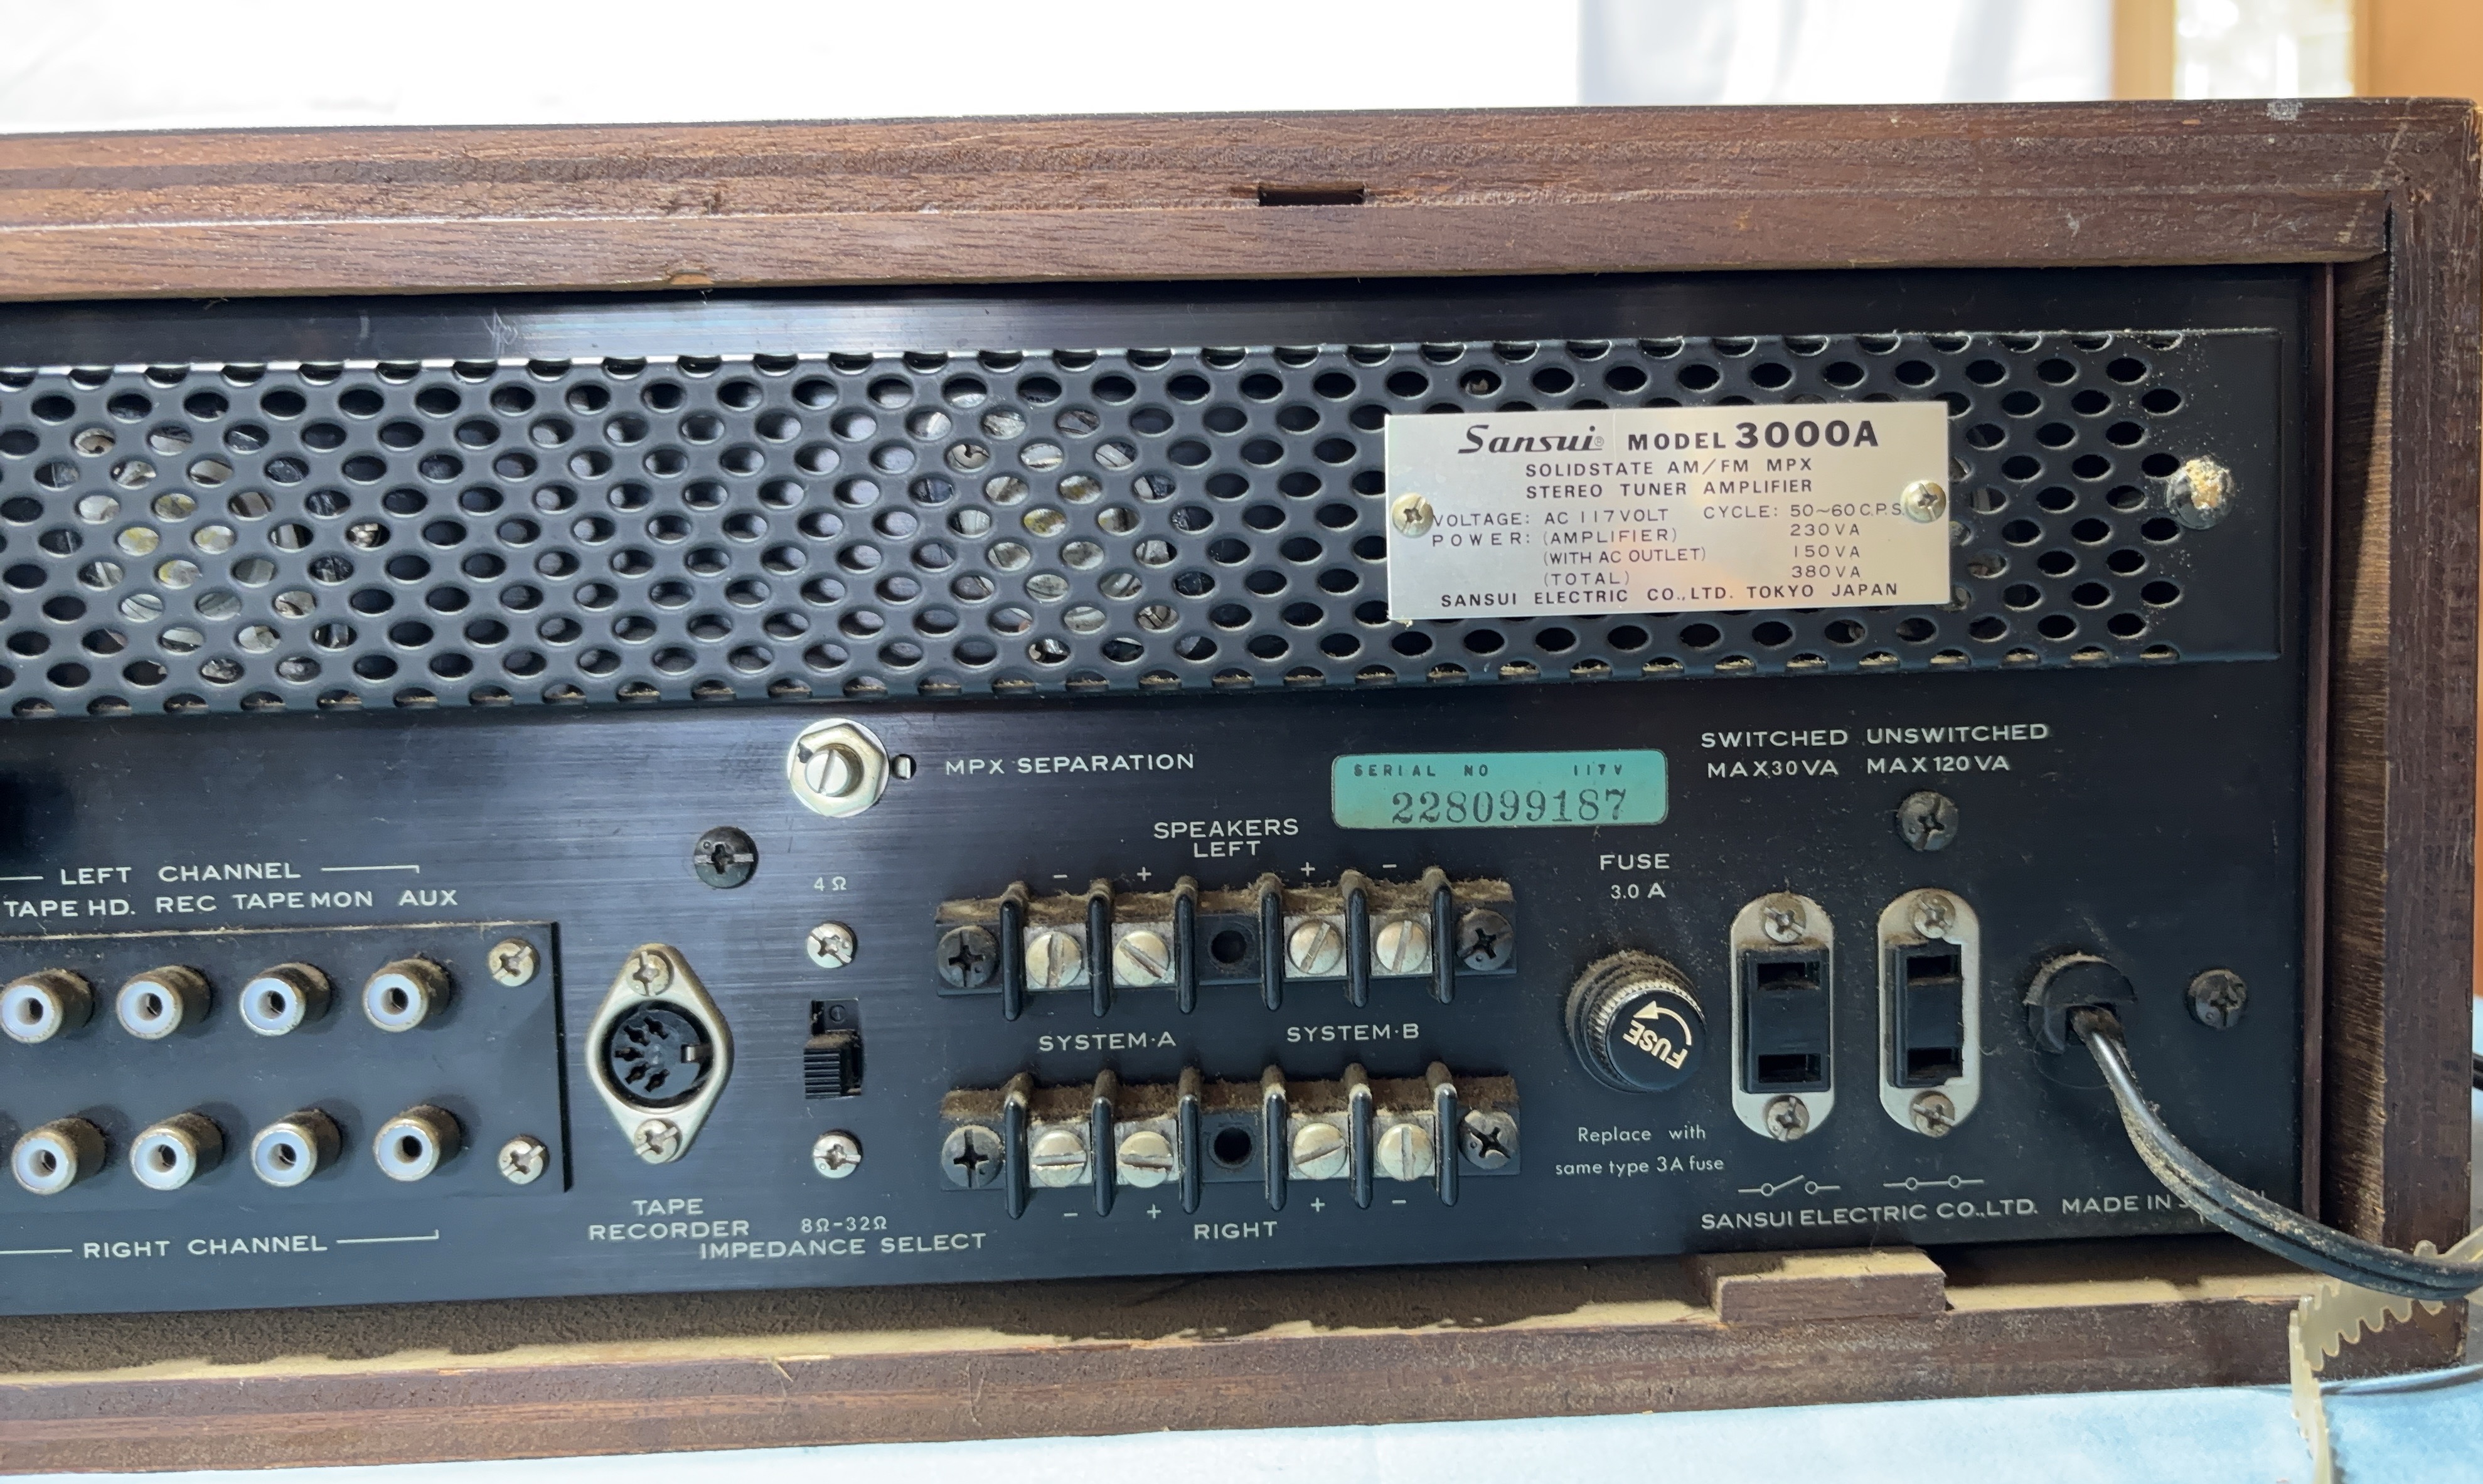 Sansui® MODEL 3000A
SOLIDSTATE AM/FM MPX
STEREO TUNER AMPLIFIER
VOLTAGE: AC 117VOLT CYCLE: 50~60C.P.S.
POWER: (AMPLIFIER) 230VA
(WITH AC OUTLET) 150VA
(TOTAL) 380VA
SANSUI ELECTRIC CO.,LTD. TOKYO JAPAN
MPX SEPARATION
SERIAL NO 117V
228099187
SWITCHED UNSWITCHED
MAX30VA MAX120VA
SPEAKERS
LEFT
- + + -
FUSE
3.0 A
LEFT CHANNEL
TAPE HD. REC TAPE MON AUX
4Ω
SYSTEM·A SYSTEM·B
FUSE
Replace with
same type 3A fuse
- + + -
RIGHT
TAPE
RECORDER
8Ω-32Ω
IMPEDANCE SELECT
RIGHT CHANNEL
SANSUI ELECTRIC CO.,LTD. MADE IN